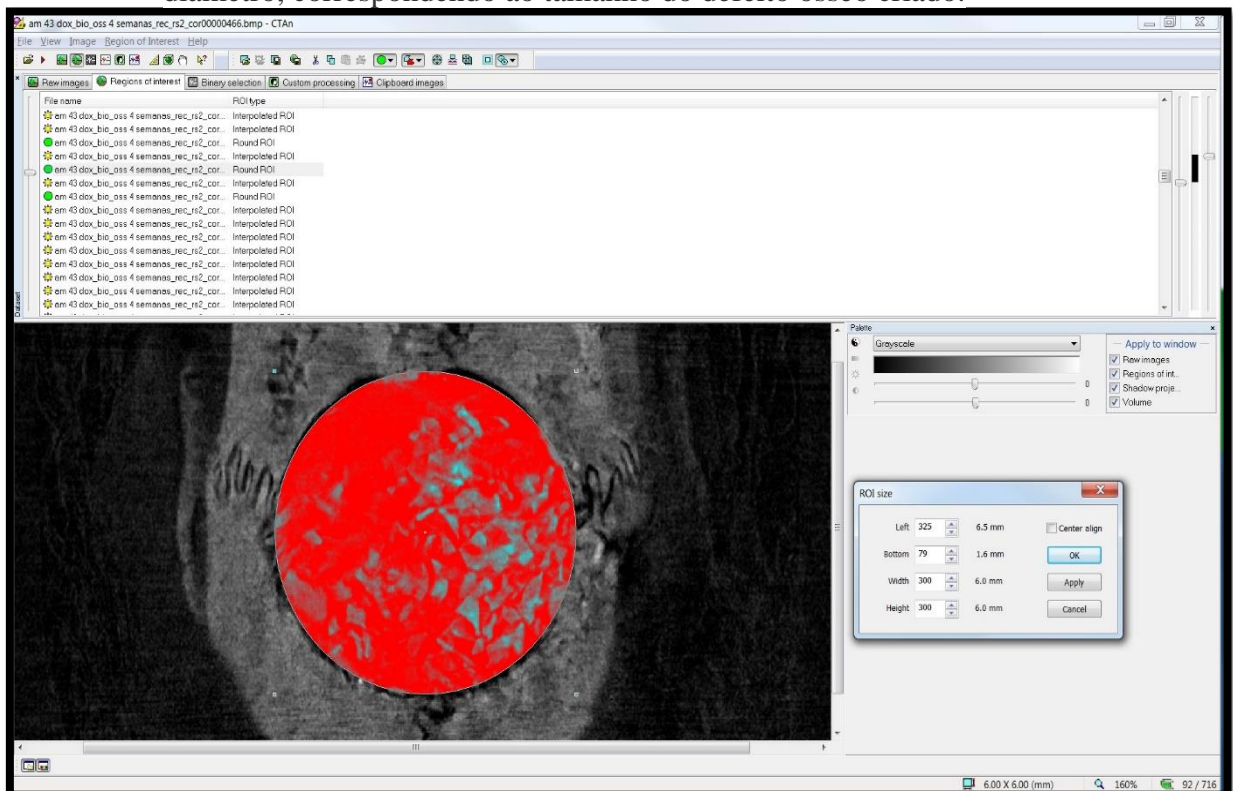 diâmetro, correspondendo ao tamanho do defeito ósseo criado.
am 43 dox_bio_oss 4 semanas_rec_rs2_cor00000466.bmp - CTAn
File View Image Region of Interest Help
Raw images Regions of interest Binary selection Custom processing Clipboard images
File name ROI type
am 43 dox_bio_oss 4 semanas_rec_rs2_cor... Interpolated ROI
am 43 dox_bio_oss 4 semanas_rec_rs2_cor... Interpolated ROI
am 43 dox_bio_oss 4 semanas_rec_rs2_cor... Round ROI
am 43 dox_bio_oss 4 semanas_rec_rs2_cor... Interpolated ROI
am 43 dox_bio_oss 4 semanas_rec_rs2_cor... Round ROI
am 43 dox_bio_oss 4 semanas_rec_rs2_cor... Interpolated ROI
am 43 dox_bio_oss 4 semanas_rec_rs2_cor... Round ROI
am 43 dox_bio_oss 4 semanas_rec_rs2_cor... Interpolated ROI
am 43 dox_bio_oss 4 semanas_rec_rs2_cor... Interpolated ROI
am 43 dox_bio_oss 4 semanas_rec_rs2_cor... Interpolated ROI
am 43 dox_bio_oss 4 semanas_rec_rs2_cor... Interpolated ROI
am 43 dox_bio_oss 4 semanas_rec_rs2_cor... Interpolated ROI
am 43 dox_bio_oss 4 semanas_rec_rs2_cor... Interpolated ROI
am 43 dox_bio_oss 4 semanas_rec_rs2_cor... Interpolated ROI
am 43 dox_bio_oss 4 semanas_rec_rs2_cor... Interpolated ROI
Dataset
Palette
Grayscale
0
0
Apply to window
Raw images
Regions of int...
Shadow proje...
Volume
ROI size
Left 325 6.5 mm Center align
Bottom 79 1.6 mm OK
Width 300 6.0 mm Apply
Height 300 6.0 mm Cancel
6.00 X 6.00 (mm) 160% 92 / 716